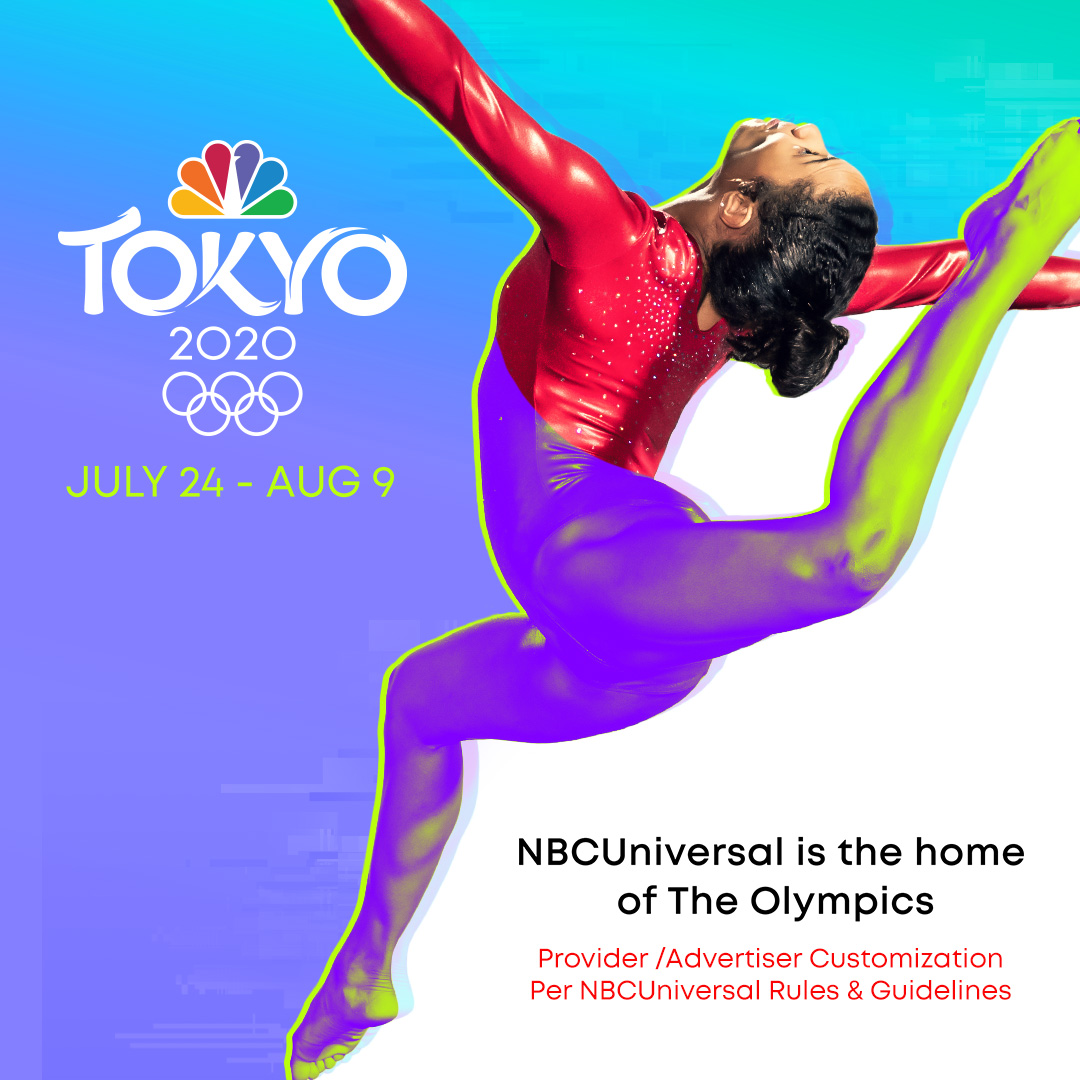 TOKYO
2020
JULY 24 - AUG 9
NBCUniversal is the home
of The Olympics
Provider /Advertiser Customization
Per NBCUniversal Rules & Guidelines